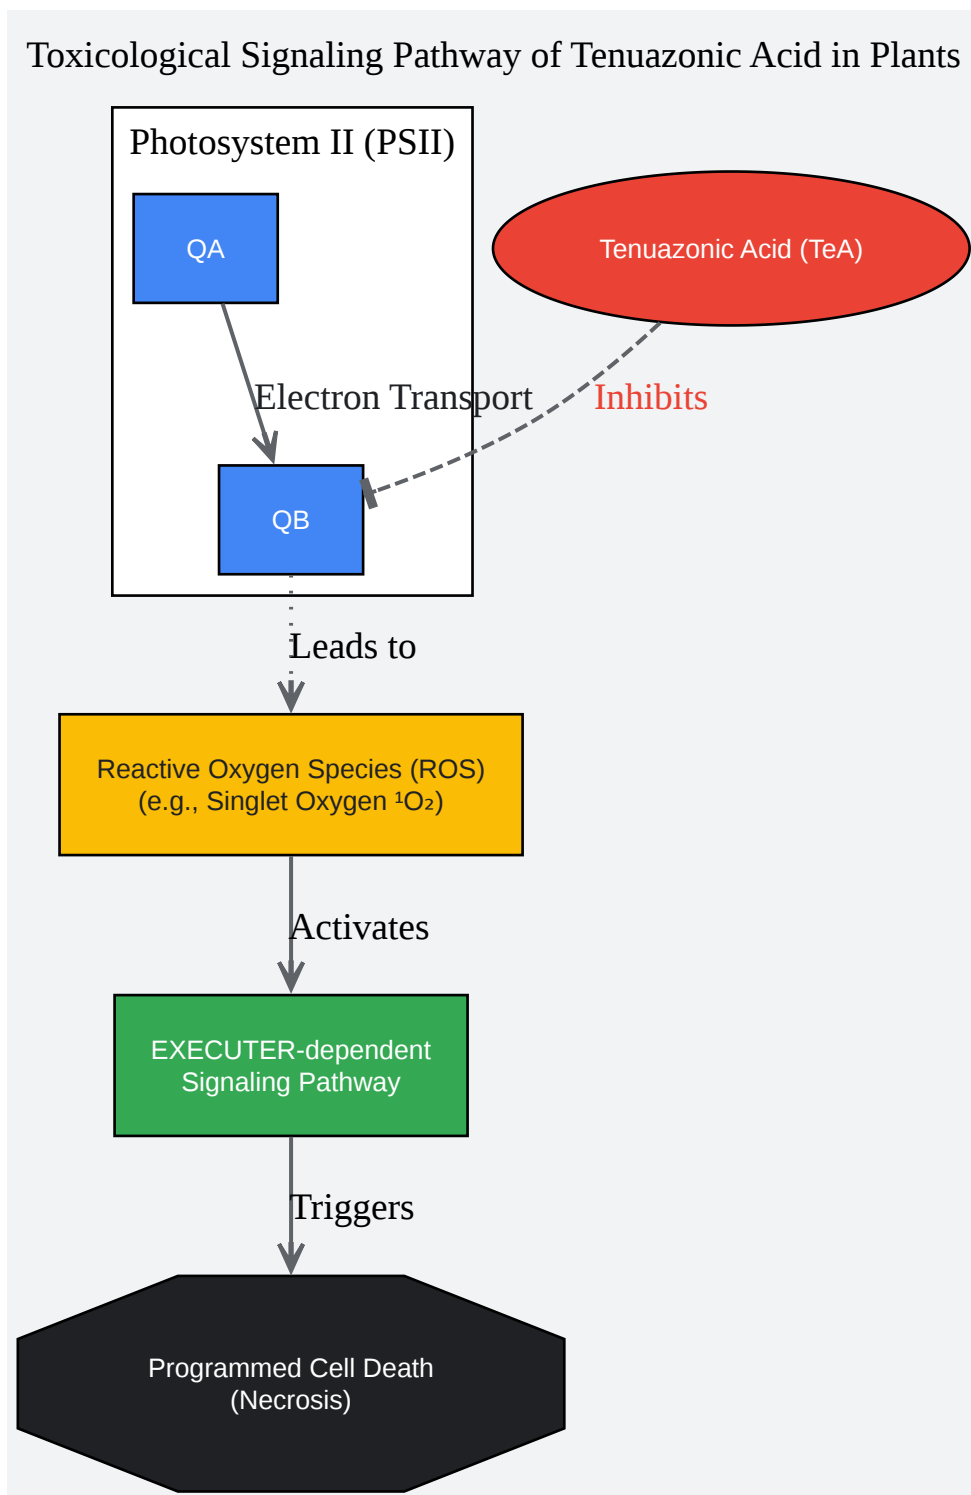 Toxicological Signaling Pathway of Tenuazonic Acid in Plants
Photosystem II (PSII)
QA
Tenuazonic Acid (TeA)
Electron Transport
Inhibits
QB
Leads to
Reactive Oxygen Species (ROS)
(e.g., Singlet Oxygen ¹O₂)
Activates
EXECUTER-dependent
Signaling Pathway
Triggers
Programmed Cell Death
(Necrosis)